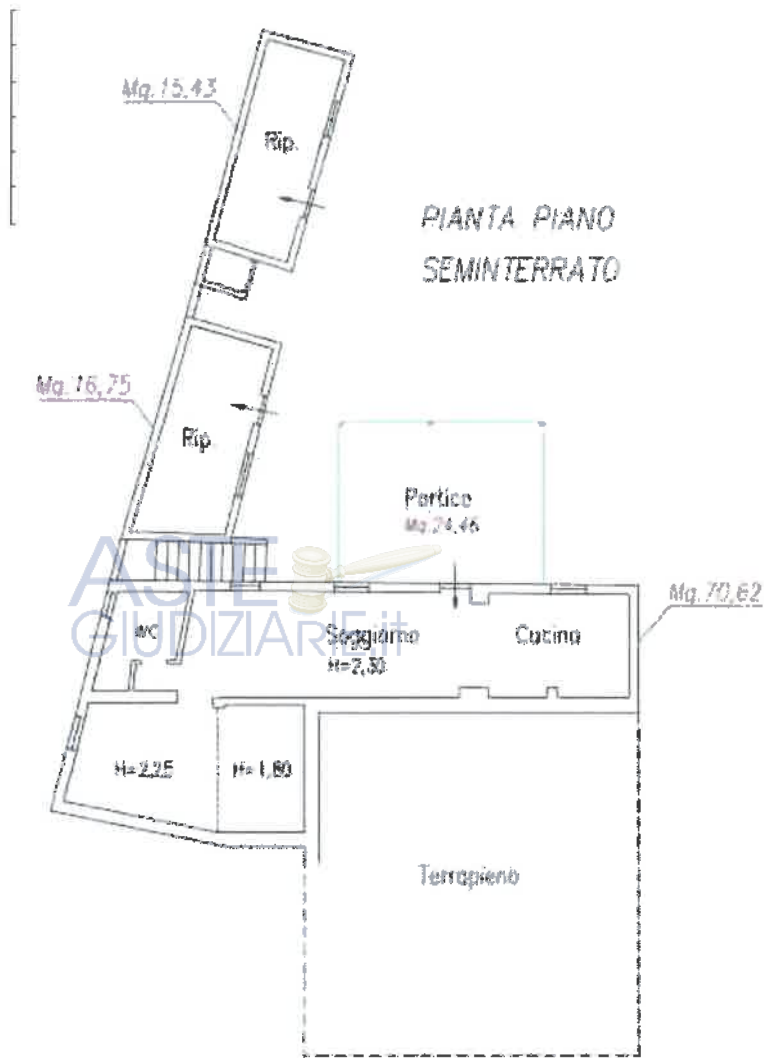 Mq. 15,43
Rip.
PIANTA PIANO
SEMINTERRATO
Mq. 16,75
Rip.
Portico
Mq. 24,46
ASTE
GIUDIZIARIE.it
Mq. 70,62
WC
Soggiorno
H=2,30
Cucina
H=2,25
H=1,80
Terrapieno